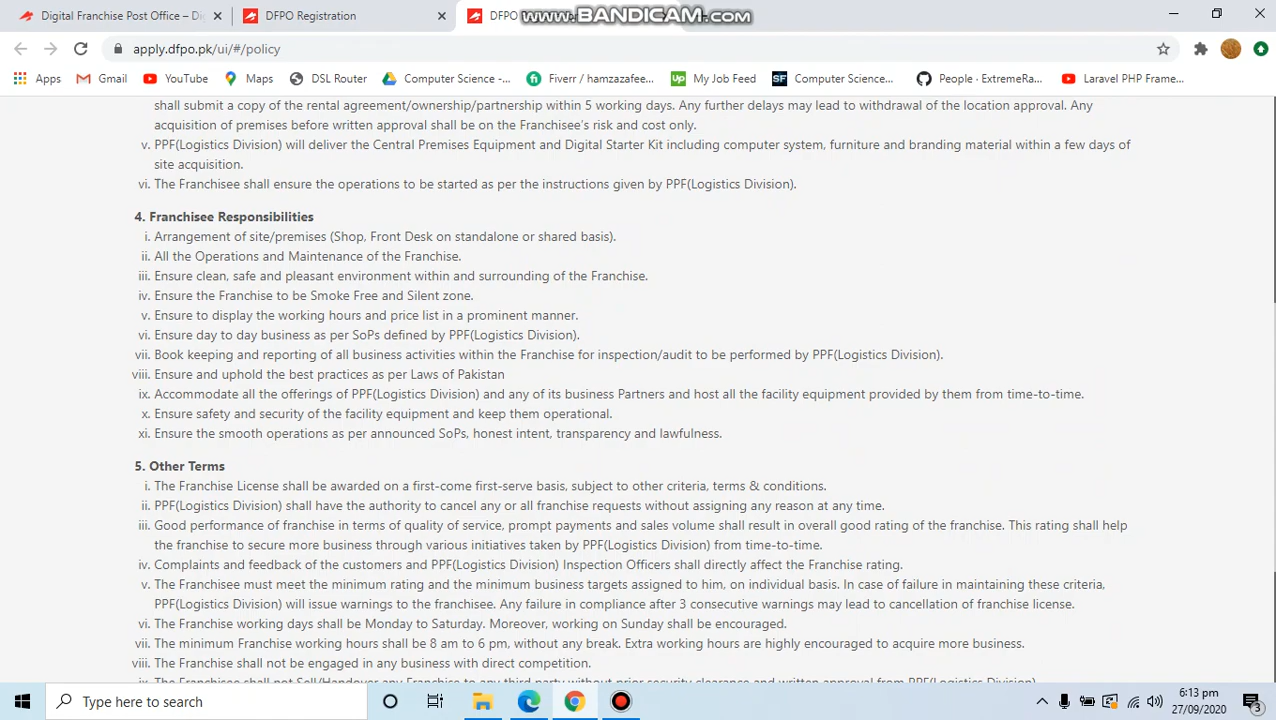 Digital Franchise Post Office – Di
DFPO Registration
DFPO
www.BANDICAM.com
apply.dfpo.pk/ui/#/policy
Apps
Gmail
YouTube
Maps
DSL Router
Computer Science -...
Fiverr / hamzazafee...
My Job Feed
Computer Science...
People · ExtremeRa...
Laravel PHP Frame...
shall submit a copy of the rental agreement/ownership/partnership within 5 working days. Any further delays may lead to withdrawal of the location approval. Any
acquisition of premises before written approval shall be on the Franchisee's risk and cost only.
v. PPF(Logistics Division) will deliver the Central Premises Equipment and Digital Starter Kit including computer system, furniture and branding material within a few days of
site acquisition.
vi. The Franchisee shall ensure the operations to be started as per the instructions given by PPF(Logistics Division).
4. Franchisee Responsibilities
i. Arrangement of site/premises (Shop, Front Desk on standalone or shared basis).
ii. All the Operations and Maintenance of the Franchise.
iii. Ensure clean, safe and pleasant environment within and surrounding of the Franchise.
iv. Ensure the Franchise to be Smoke Free and Silent zone.
v. Ensure to display the working hours and price list in a prominent manner.
vi. Ensure day to day business as per SoPs defined by PPF(Logistics Division).
vii. Book keeping and reporting of all business activities within the Franchise for inspection/audit to be performed by PPF(Logistics Division).
viii. Ensure and uphold the best practices as per Laws of Pakistan
ix. Accommodate all the offerings of PPF(Logistics Division) and any of its business Partners and host all the facility equipment provided by them from time-to-time.
x. Ensure safety and security of the facility equipment and keep them operational.
xi. Ensure the smooth operations as per announced SoPs, honest intent, transparency and lawfulness.
5. Other Terms
i. The Franchise License shall be awarded on a first-come first-serve basis, subject to other criteria, terms & conditions.
ii. PPF(Logistics Division) shall have the authority to cancel any or all franchise requests without assigning any reason at any time.
iii. Good performance of franchise in terms of quality of service, prompt payments and sales volume shall result in overall good rating of the franchise. This rating shall help
the franchise to secure more business through various initiatives taken by PPF(Logistics Division) from time-to-time.
iv. Complaints and feedback of the customers and PPF(Logistics Division) Inspection Officers shall directly affect the Franchise rating.
v. The Franchisee must meet the minimum rating and the minimum business targets assigned to him, on individual basis. In case of failure in maintaining these criteria,
PPF(Logistics Division) will issue warnings to the franchisee. Any failure in compliance after 3 consecutive warnings may lead to cancellation of franchise license.
vi. The Franchise working days shall be Monday to Saturday. Moreover, working on Sunday shall be encouraged.
vii. The minimum Franchise working hours shall be 8 am to 6 pm, without any break. Extra working hours are highly encouraged to acquire more business.
viii. The Franchise shall not be engaged in any business with direct competition.
ix. The Franchisee shall not Sell/Handover any Franchise to any third party without prior security clearance and written approval from PPF(Logistics Division).
Type here to search
6:13 pm
27/09/2020
3